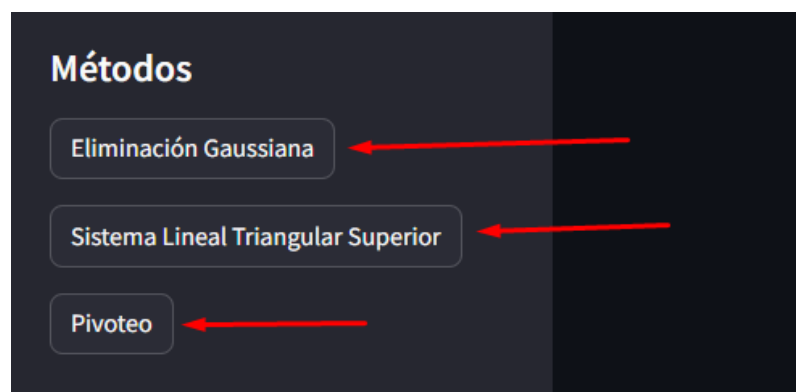 Métodos
Eliminación Gaussiana
Sistema Lineal Triangular Superior
Pivoteo